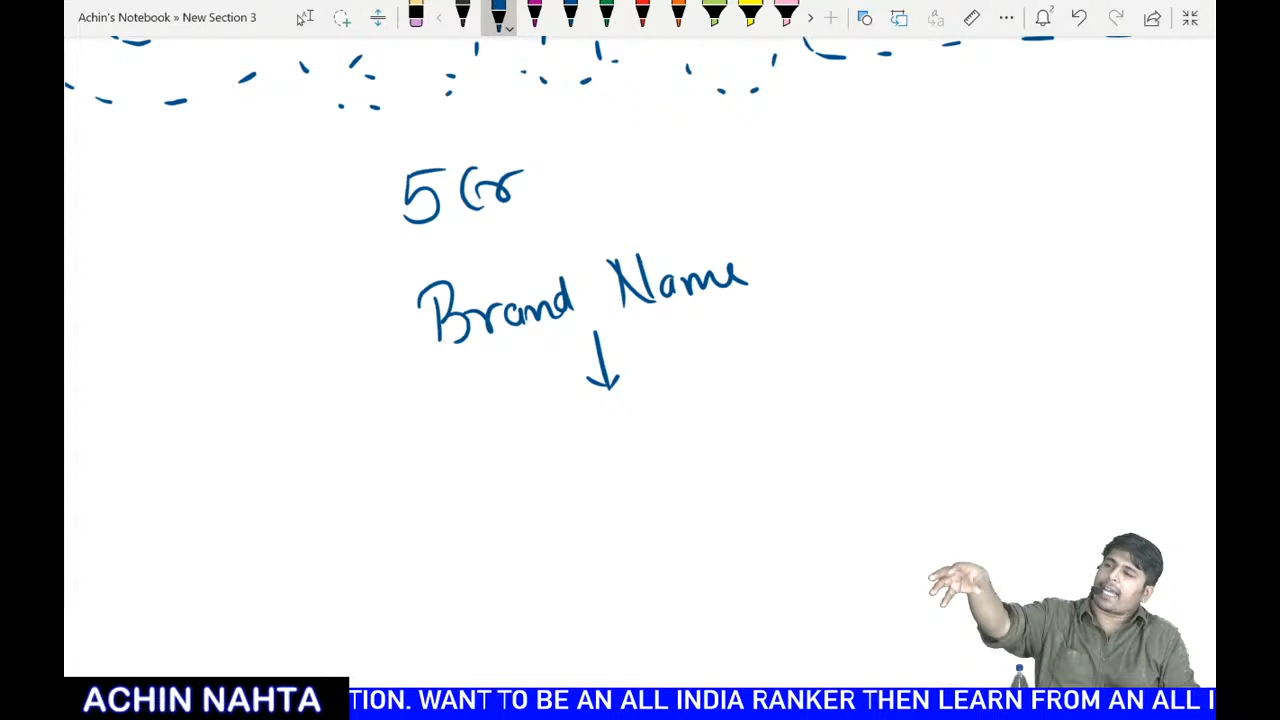 Achin's Notebook » New Section 3
5 Cr
Brand Name
ACHIN NAHTA
TION. WANT TO BE AN ALL INDIA RANKER THEN LEARN FROM AN ALL I